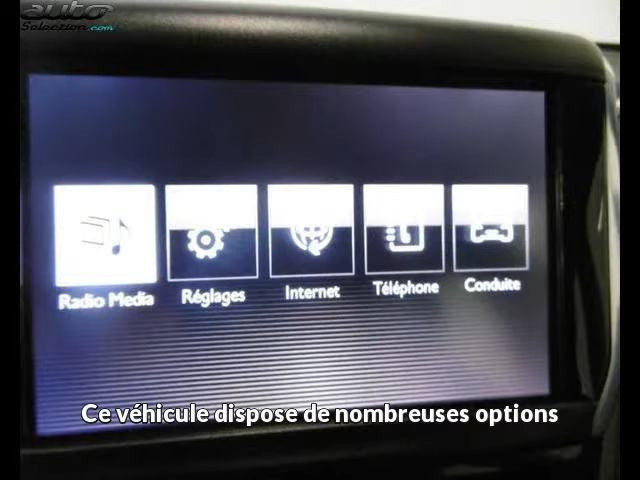 auto
Selection.com
Radio Media
Réglages
Internet
Téléphone
Conduite
Ce véhicule dispose de nombreuses options